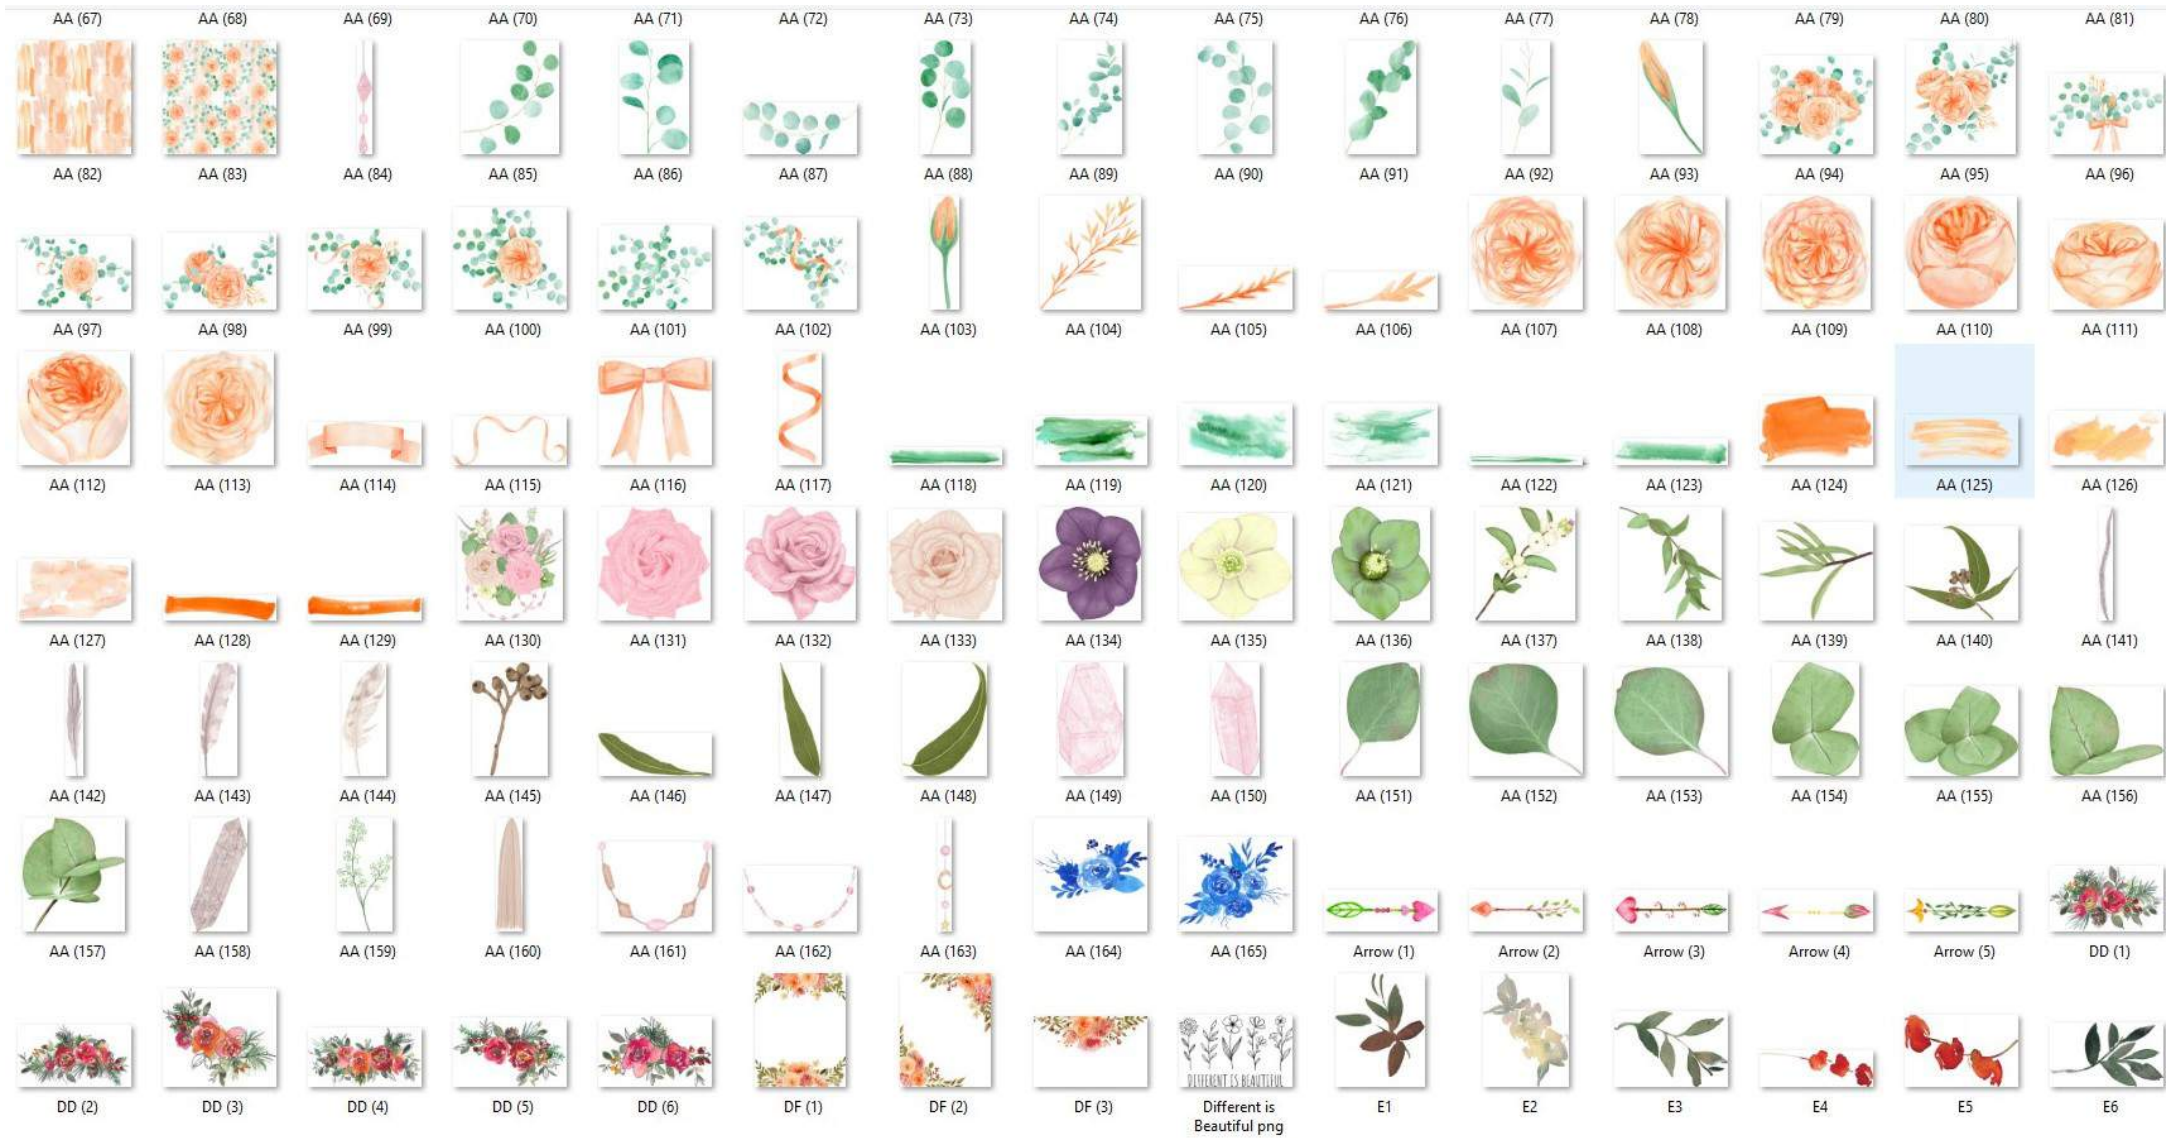 AA (67) AA (68) AA (69) AA (70) AA (71) AA (72) AA (73) AA (74) AA (75) AA (76) AA (77) AA (78) AA (79) AA (80) AA (81)
AA (82) AA (83) AA (84) AA (85) AA (86) AA (87) AA (88) AA (89) AA (90) AA (91) AA (92) AA (93) AA (94) AA (95) AA (96)
AA (97) AA (98) AA (99) AA (100) AA (101) AA (102) AA (103) AA (104) AA (105) AA (106) AA (107) AA (108) AA (109) AA (110) AA (111)
AA (112) AA (113) AA (114) AA (115) AA (116) AA (117) AA (118) AA (119) AA (120) AA (121) AA (122) AA (123) AA (124) AA (125) AA (126)
AA (127) AA (128) AA (129) AA (130) AA (131) AA (132) AA (133) AA (134) AA (135) AA (136) AA (137) AA (138) AA (139) AA (140) AA (141)
AA (142) AA (143) AA (144) AA (145) AA (146) AA (147) AA (148) AA (149) AA (150) AA (151) AA (152) AA (153) AA (154) AA (155) AA (156)
AA (157) AA (158) AA (159) AA (160) AA (161) AA (162) AA (163) AA (164) AA (165) Arrow (1) Arrow (2) Arrow (3) Arrow (4) Arrow (5) DD (1)
DIFFERENT IS BEAUTIFUL
DD (2) DD (3) DD (4) DD (5) DD (6) DF (1) DF (2) DF (3) Different is E1 E2 E3 E4 E5 E6
Beautiful png